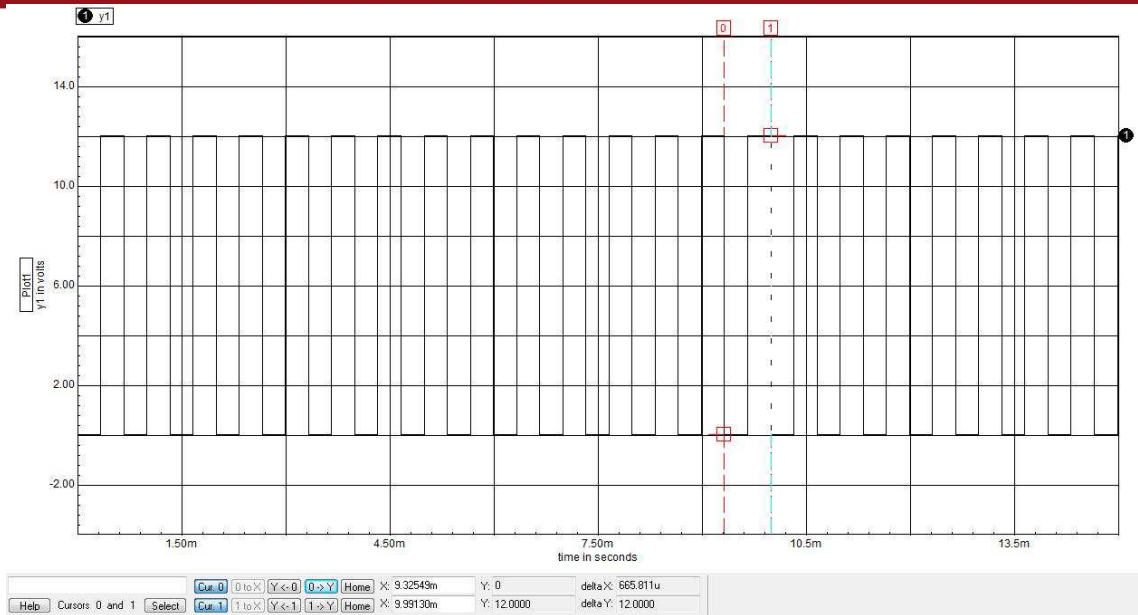 1 y1
0 1
14.0
10.0
6.00
2.00
-2.00
Plot1
y1 in volts
1
1.50m 4.50m 7.50m 10.5m 13.5m
time in seconds
Cur. 0 0 to X Y <- 0 0 -> Y Home X: 9.32549m Y: 0 delta X: 665.811u
Help Cursors 0 and 1 Select Cur. 1 1 to X Y <- 1 1 -> Y Home X: 9.99130m Y: 12.0000 delta Y: 12.0000